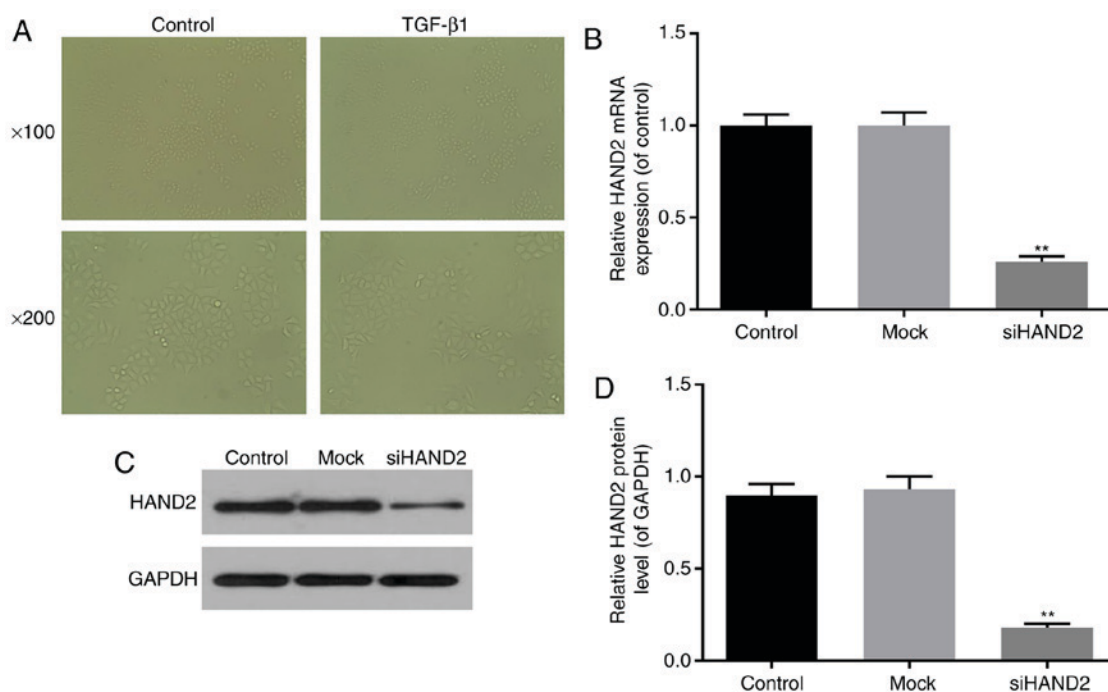 A
Control
TGF-β1
×100
×200
B
Relative HAND2 mRNA
expression (of control)
1.5
1.0
0.5
0.0
**
Control
Mock
siHAND2
C
Control
Mock
siHAND2
HAND2
GAPDH
D
Relative HAND2 protein
level (of GAPDH)
1.5
1.0
0.5
0.0
**
Control
Mock
siHAND2